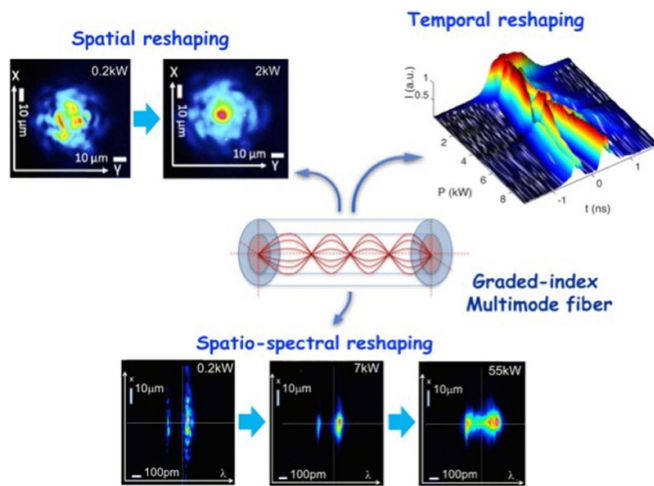 Spatial reshaping
Temporal reshaping
X
0.2kW
10 µm
10 µm
Y
X
2kW
10 µm
10 µm
Y
I (a.u.)
1
0.5
2
4
6
8
P (kW)
-1
0
1
t (ns)
Graded-index
Multimode fiber
Spatio-spectral reshaping
x
0.2kW
10µm
100pm
λ
x
7kW
10µm
100pm
λ
x
55kW
10µm
100pm
λ